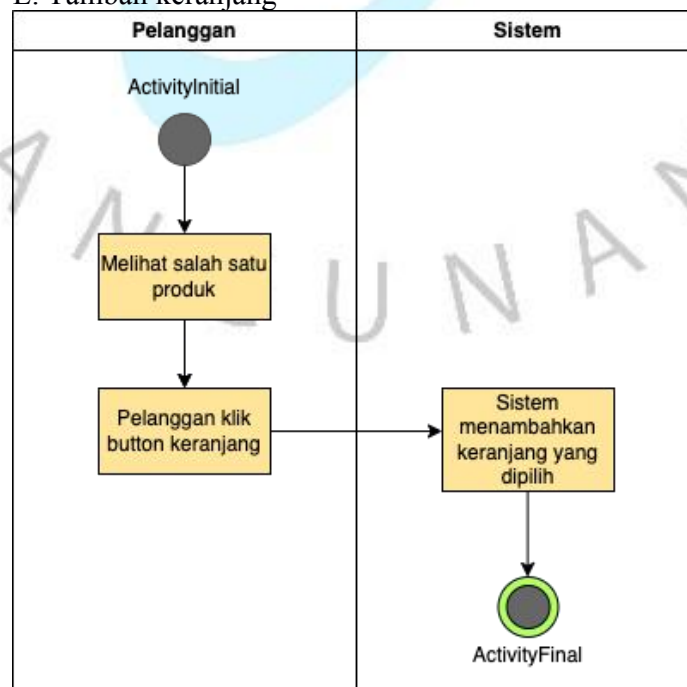 E. Tambah keranjang
Pelanggan
Sistem
ActivityInitial
Melihat salah satu
produk
Pelanggan klik
button keranjang
Sistem
menambahkan
keranjang yang
dipilih
ActivityFinal